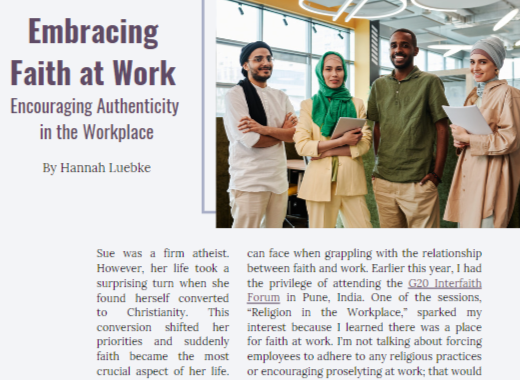 Embracing
Faith at Work
Encouraging Authenticity
in the Workplace
By Hannah Luebke
Sue was a firm atheist.
However, her life took a
surprising turn when she
found herself converted
to Christianity. This
conversion shifted her
priorities and suddenly
faith became the most
crucial aspect of her life.
can face when grappling with the relationship
between faith and work. Earlier this year, I had
the privilege of attending the G20 Interfaith
Forum in Pune, India. One of the sessions,
“Religion in the Workplace,” sparked my
interest because I learned there was a place
for faith at work. I'm not talking about forcing
employees to adhere to any religious practices
or encouraging proselyting at work; that would